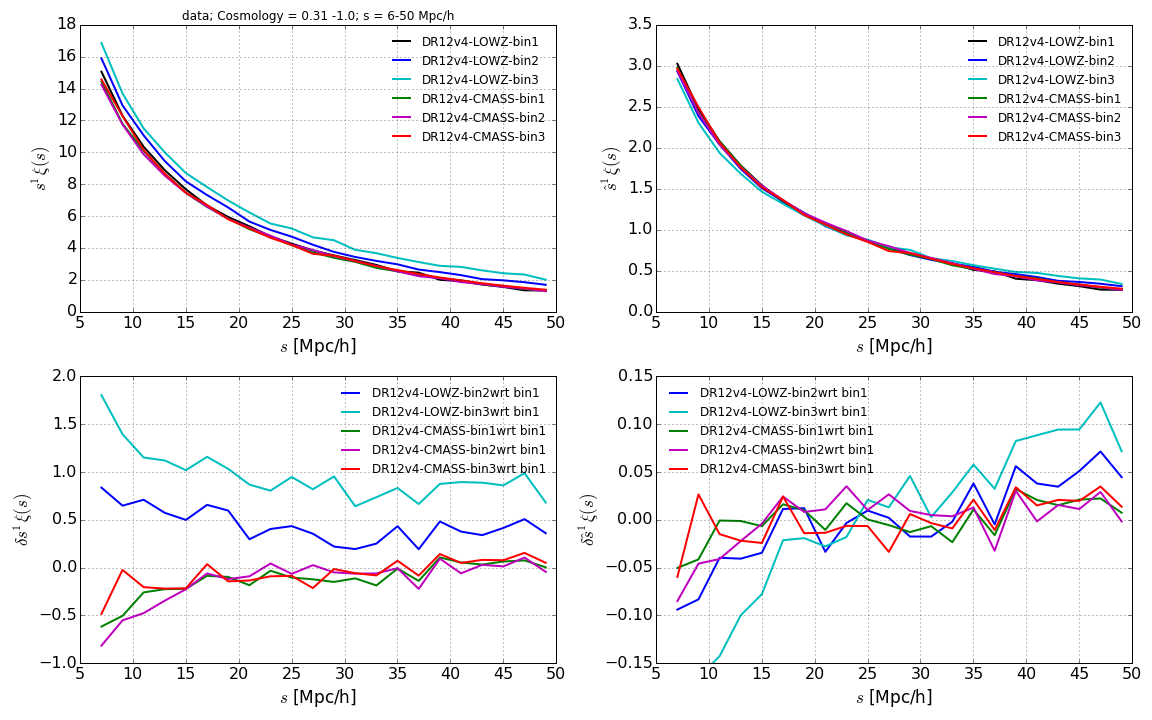 data; Cosmology = 0.31 -1.0; s = 6-50 Mpc/h
18
16
14
12
10
8
6
4
2
0
5 10 15 20 25 30 35 40 45 50
s¹ ξ(s)
s [Mpc/h]
DR12v4-LOWZ-bin1
DR12v4-LOWZ-bin2
DR12v4-LOWZ-bin3
DR12v4-CMASS-bin1
DR12v4-CMASS-bin2
DR12v4-CMASS-bin3
3.5
3.0
2.5
2.0
1.5
1.0
0.5
0.0
5 10 15 20 25 30 35 40 45 50
ŝ¹ ξ(s)
s [Mpc/h]
DR12v4-LOWZ-bin1
DR12v4-LOWZ-bin2
DR12v4-LOWZ-bin3
DR12v4-CMASS-bin1
DR12v4-CMASS-bin2
DR12v4-CMASS-bin3
2.0
1.5
1.0
0.5
0.0
−0.5
−1.0
5 10 15 20 25 30 35 40 45 50
δs¹ ξ(s)
s [Mpc/h]
DR12v4-LOWZ-bin2wrt bin1
DR12v4-LOWZ-bin3wrt bin1
DR12v4-CMASS-bin1wrt bin1
DR12v4-CMASS-bin2wrt bin1
DR12v4-CMASS-bin3wrt bin1
0.15
0.10
0.05
0.00
−0.05
−0.10
−0.15
5 10 15 20 25 30 35 40 45 50
δŝ¹ ξ(s)
s [Mpc/h]
DR12v4-LOWZ-bin2wrt bin1
DR12v4-LOWZ-bin3wrt bin1
DR12v4-CMASS-bin1wrt bin1
DR12v4-CMASS-bin2wrt bin1
DR12v4-CMASS-bin3wrt bin1